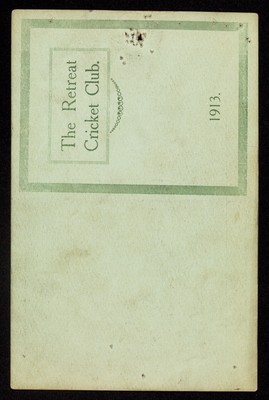 The Retreat
Cricket Club.
1913.